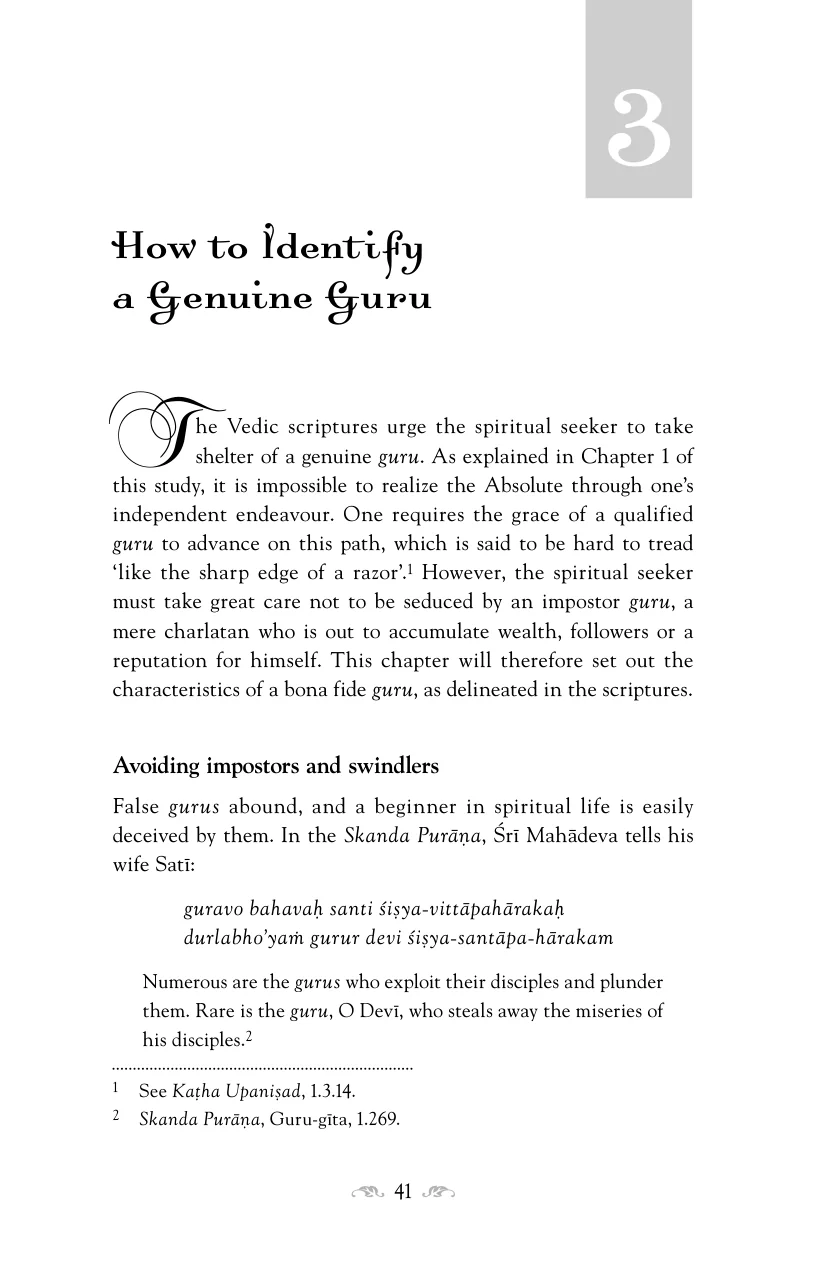 3
How to Identify
a Genuine Guru
The Vedic scriptures urge the spiritual seeker to take
shelter of a genuine guru. As explained in Chapter 1 of
this study, it is impossible to realize the Absolute through one’s
independent endeavour. One requires the grace of a qualified
guru to advance on this path, which is said to be hard to tread
‘like the sharp edge of a razor’.1 However, the spiritual seeker
must take great care not to be seduced by an impostor guru, a
mere charlatan who is out to accumulate wealth, followers or a
reputation for himself. This chapter will therefore set out the
characteristics of a bona fide guru, as delineated in the scriptures.
Avoiding impostors and swindlers
False gurus abound, and a beginner in spiritual life is easily
deceived by them. In the Skanda Purāṇa, Śrī Mahādeva tells his
wife Satī:
guravo bahavaḥ santi śiṣya-vittāpahārakaḥ
durlabho’yaṁ gurur devi śiṣya-santāpa-hārakam
Numerous are the gurus who exploit their disciples and plunder
them. Rare is the guru, O Devī, who steals away the miseries of
his disciples.2
1 See Kaṭha Upaniṣad, 1.3.14.
2 Skanda Purāṇa, Guru-gīta, 1.269.
41